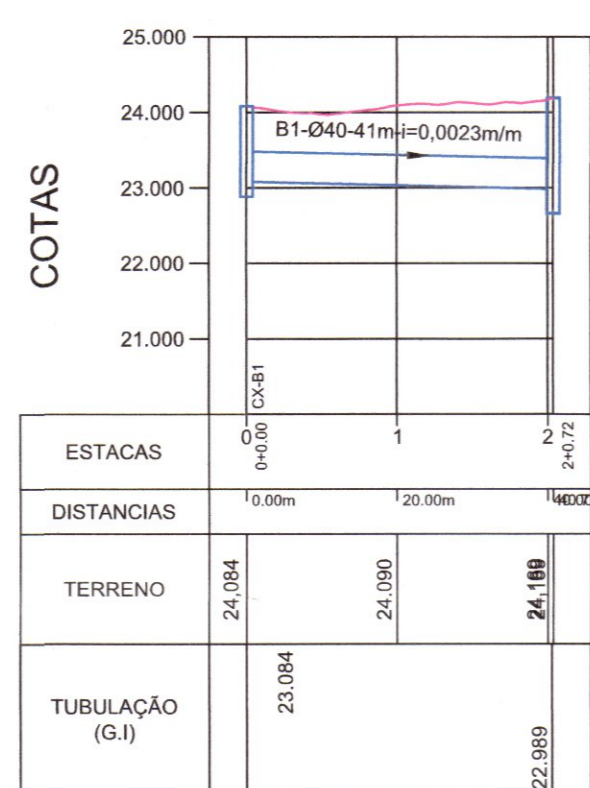 25.000
24.000
B1-Ø40-41m-i=0,0023m/m
23.000
22.000
21.000
COTAS
CX-B1
ESTACAS
0
0+0.00
1
2
2+0.72
DISTANCIAS
0.00m
20.00m
TERRENO
24,084
24.090
TUBULAÇÃO
(G.I)
23.084
22.989